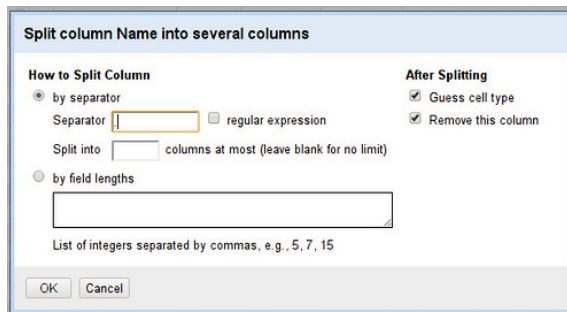 Split column Name into several columns
How to Split Column
by separator
Separator
regular expression
Split into columns at most (leave blank for no limit)
by field lengths
List of integers separated by commas, e.g., 5, 7, 15
After Splitting
Guess cell type
Remove this column
OK Cancel